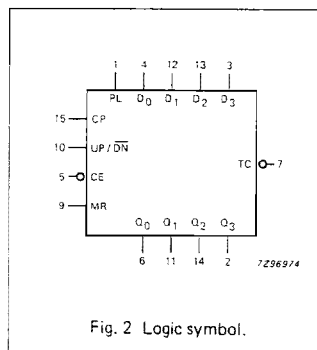 1 4 12 13 3
PL D0 D1 D2 D3
15 CP
10 UP/DN
TC 7
5 CE
9 MR
Q0 Q1 Q2 Q3
6 11 14 2
7Z96974
Fig. 2 Logic symbol.